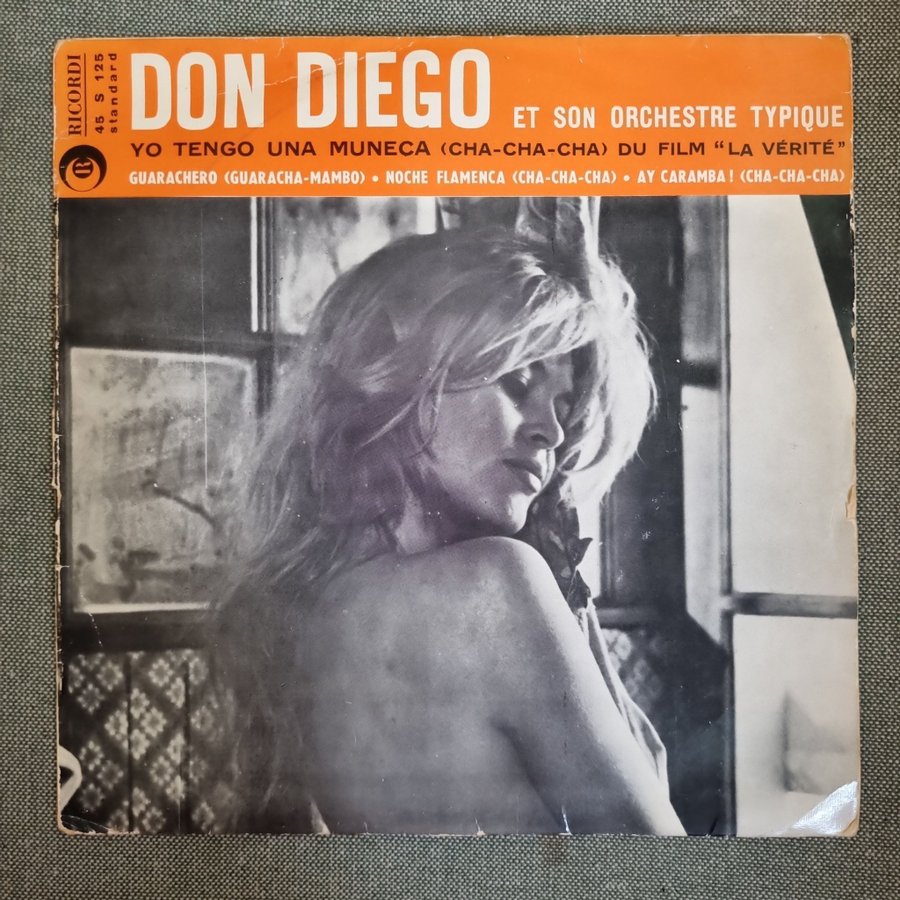 RICORDI
45 S 125
standard
R
DON DIEGO ET SON ORCHESTRE TYPIQUE
YO TENGO UNA MUNECA (CHA-CHA-CHA) DU FILM “LA VÉRITÉ”
GUARACHERO (GUARACHA-MAMBO) • NOCHE FLAMENCA (CHA-CHA-CHA) • AY CARAMBA! (CHA-CHA-CHA)